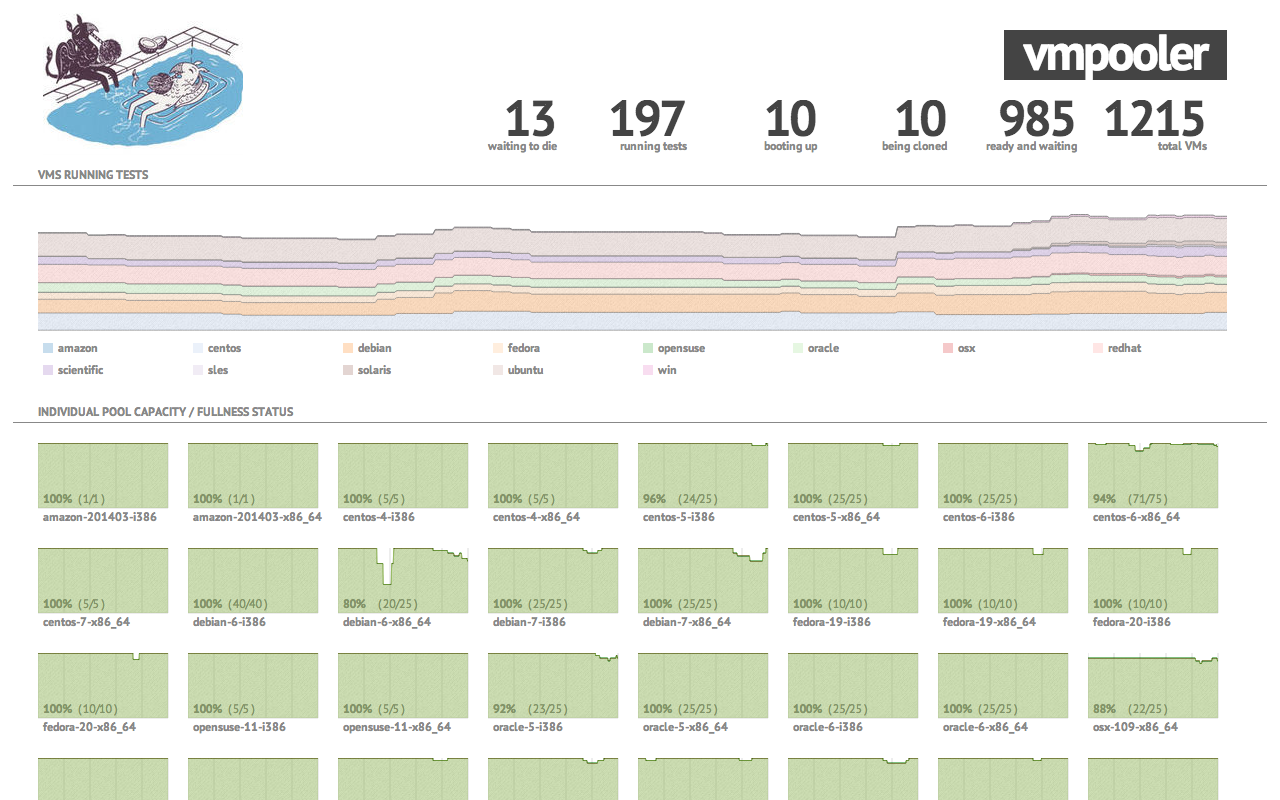 vmpooler
13 197 10 10 985 1215
waiting to die running tests booting up being cloned ready and waiting total VMs
VMS RUNNING TESTS
amazon centos debian fedora opensuse oracle osx redhat
scientific sles solaris ubuntu win
INDIVIDUAL POOL CAPACITY / FULLNESS STATUS
100% (1/1) 100% (1/1) 100% (5/5) 100% (5/5) 96% (24/25) 100% (25/25) 100% (25/25) 94% (71/75)
amazon-201403-i386 amazon-201403-x86_64 centos-4-i386 centos-4-x86_64 centos-5-i386 centos-5-x86_64 centos-6-i386 centos-6-x86_64
100% (5/5) 100% (40/40) 80% (20/25) 100% (25/25) 100% (25/25) 100% (10/10) 100% (10/10) 100% (10/10)
centos-7-x86_64 debian-6-i386 debian-6-x86_64 debian-7-i386 debian-7-x86_64 fedora-19-i386 fedora-19-x86_64 fedora-20-i386
100% (10/10) 100% (5/5) 100% (5/5) 92% (23/25) 100% (25/25) 100% (25/25) 100% (25/25) 88% (22/25)
fedora-20-x86_64 opensuse-11-i386 opensuse-11-x86_64 oracle-5-i386 oracle-5-x86_64 oracle-6-i386 oracle-6-x86_64 osx-109-x86_64